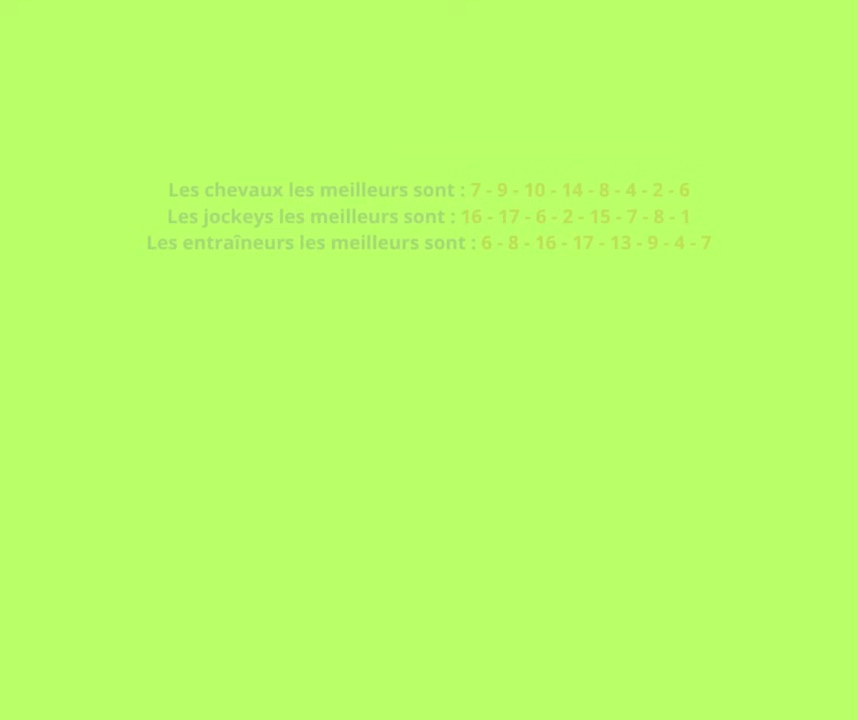 Les chevaux les meilleurs sont : 7 - 9 - 10 - 14 - 8 - 4 - 2 - 6
Les jockeys les meilleurs sont : 16 - 17 - 6 - 2 - 15 - 7 - 8 - 1
Les entraîneurs les meilleurs sont : 6 - 8 - 16 - 17 - 13 - 9 - 4 - 7